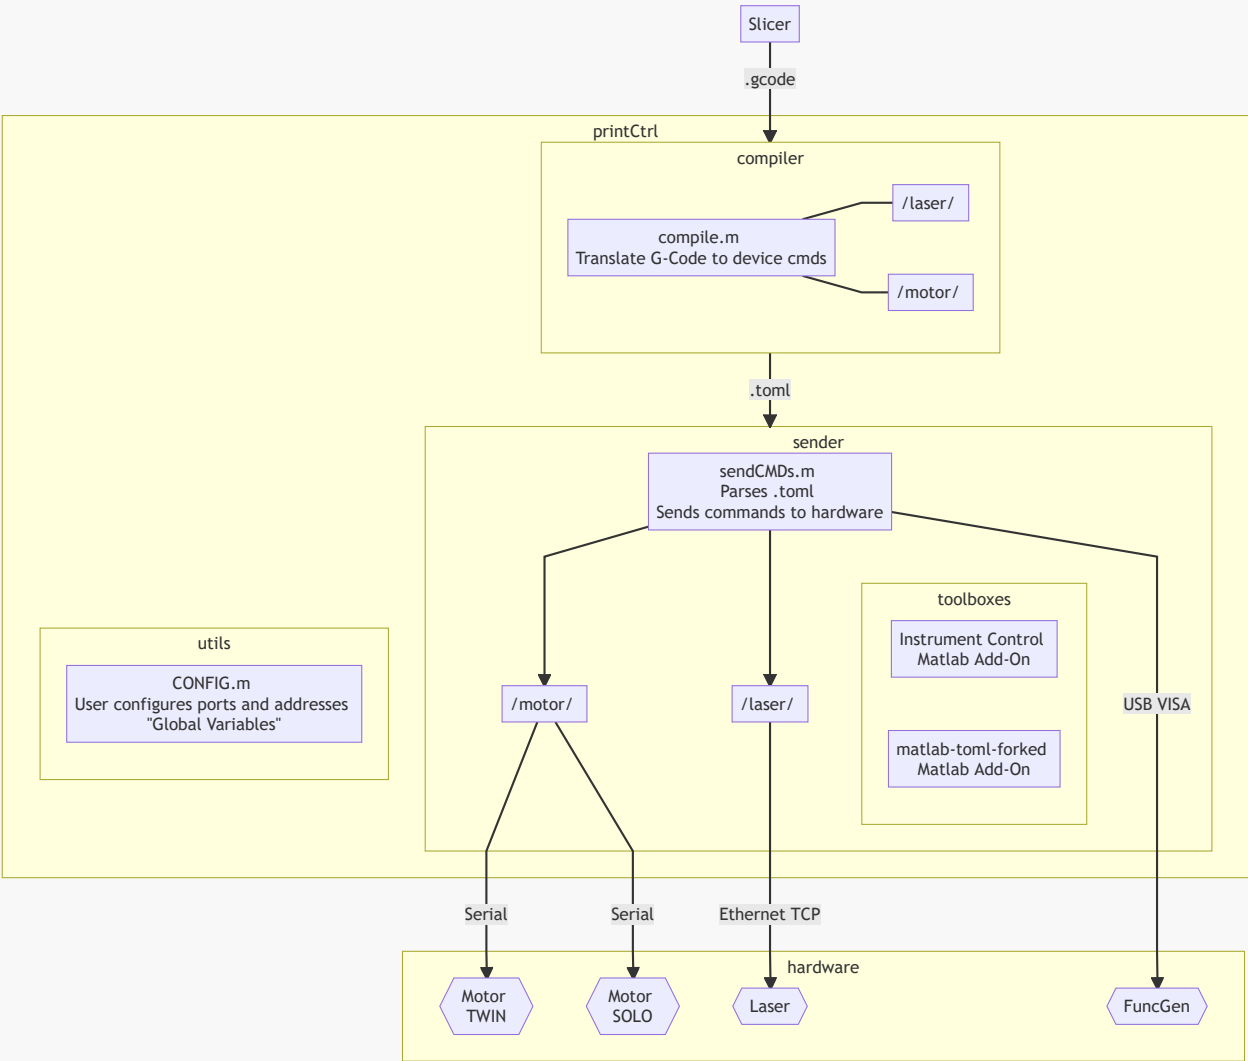 Slicer
.gcode
printCtrl
compiler
/laser/
compile.m
Translate G-Code to device cmds
/motor/
.toml
sender
sendCMDs.m
Parses .toml
Sends commands to hardware
toolboxes
Instrument Control
Matlab Add-On
utils
CONFIG.m
User configures ports and addresses
"Global Variables"
/motor/
/laser/
USB VISA
matlab-toml-forked
Matlab Add-On
Serial
Serial
Ethernet TCP
hardware
Motor
TWIN
Motor
SOLO
Laser
FuncGen